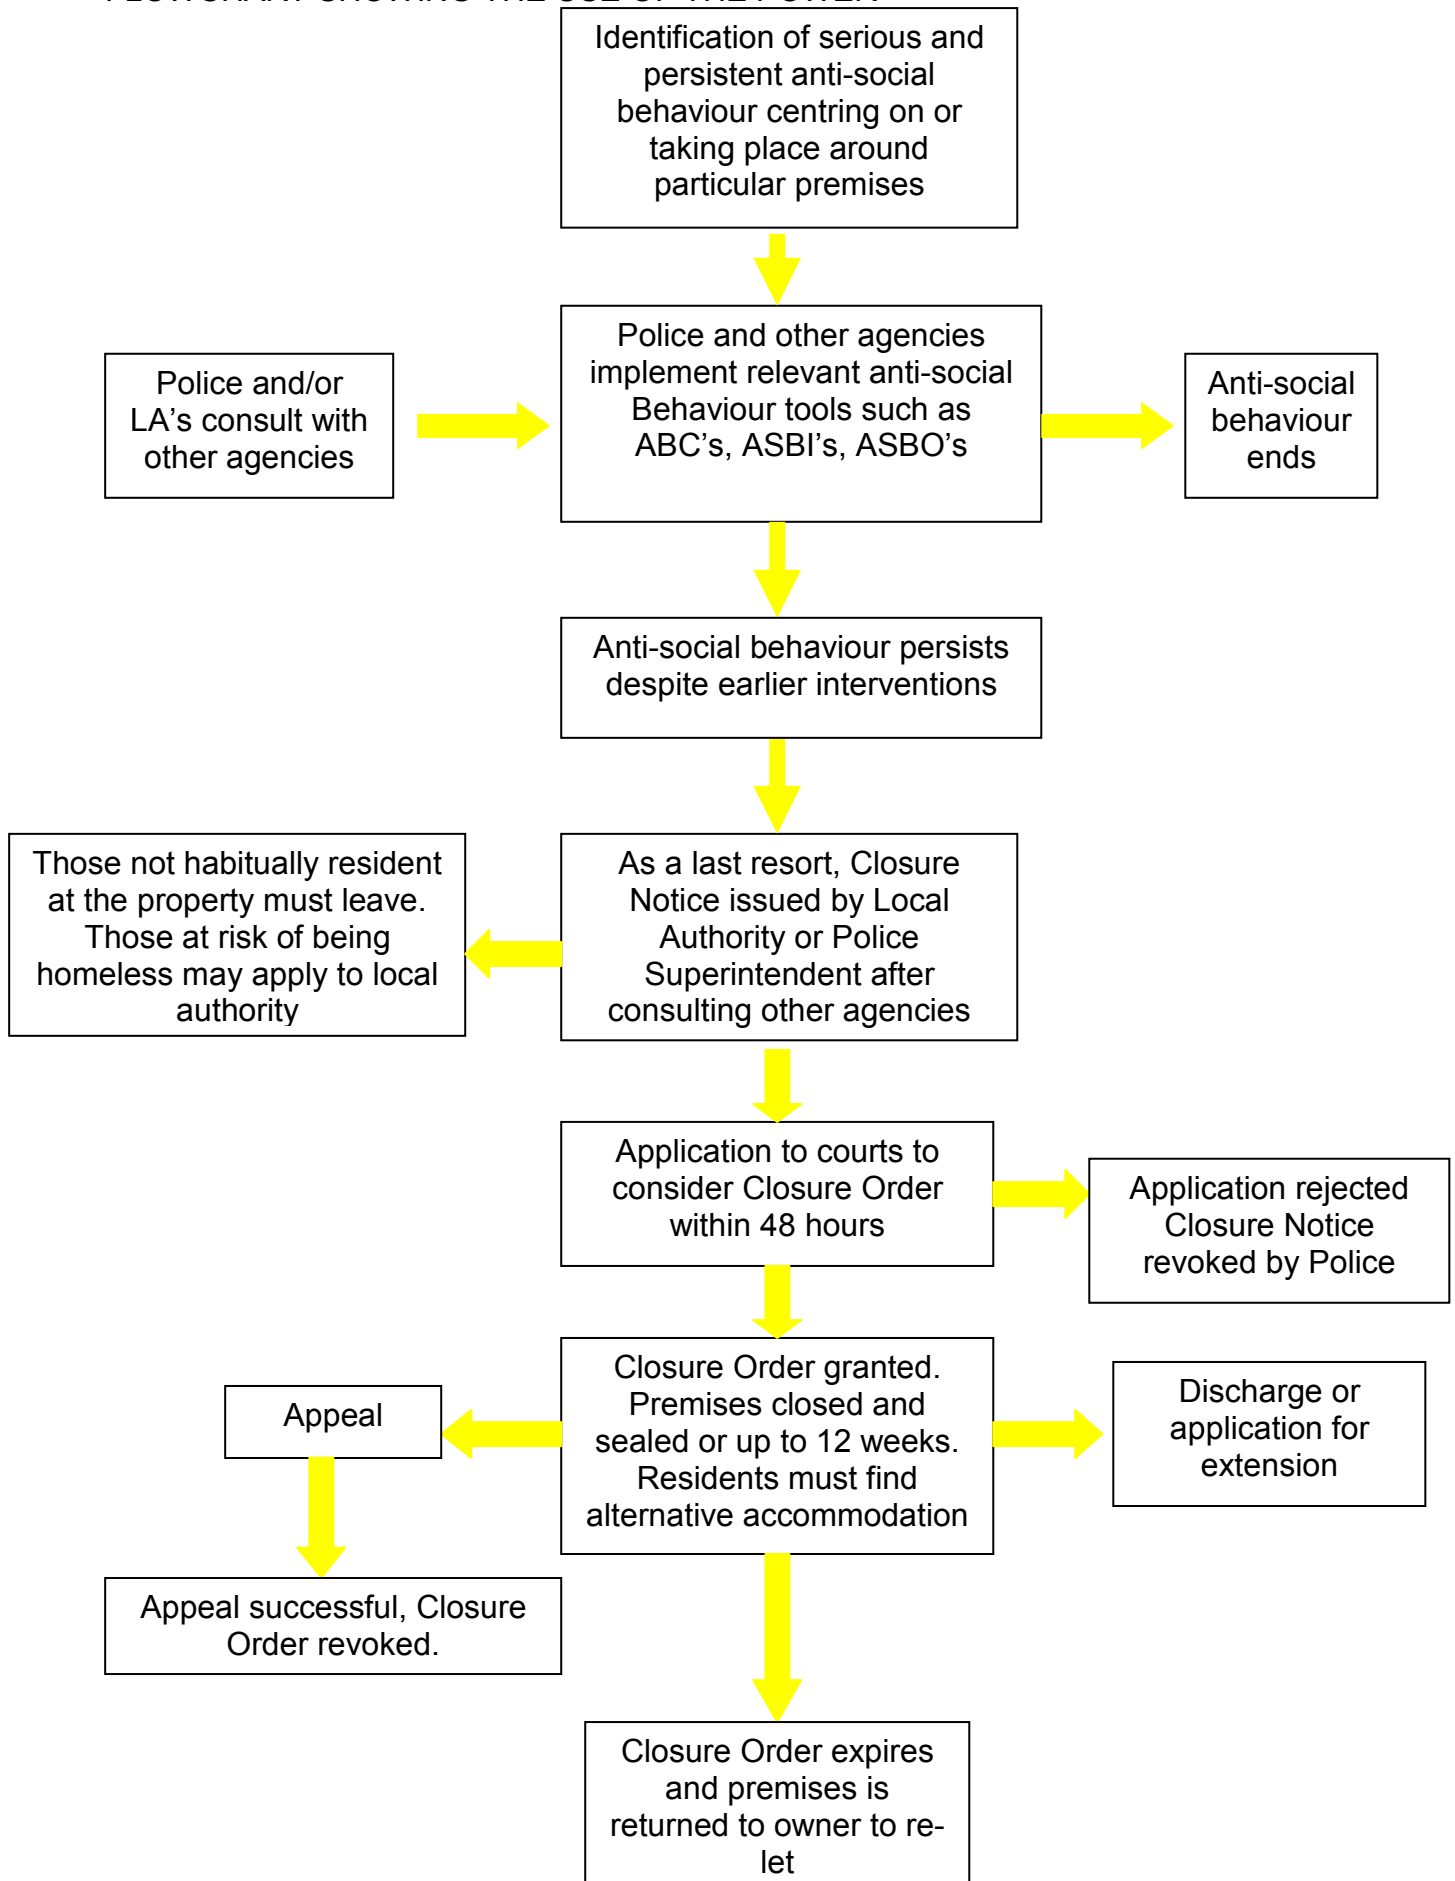 FLOWCHART SHOWING THE USE OF THE POWER
Identification of serious and
persistent anti-social
behaviour centring on or
taking place around
particular premises
Police and/or
LA’s consult with
other agencies
Police and other agencies
implement relevant anti-social
Behaviour tools such as
ABC’s, ASBI’s, ASBO’s
Anti-social
behaviour
ends
Anti-social behaviour persists
despite earlier interventions
Those not habitually resident
at the property must leave.
Those at risk of being
homeless may apply to local
authority
As a last resort, Closure
Notice issued by Local
Authority or Police
Superintendent after
consulting other agencies
Application to courts to
consider Closure Order
within 48 hours
Application rejected
Closure Notice
revoked by Police
Appeal
Closure Order granted.
Premises closed and
sealed or up to 12 weeks.
Residents must find
alternative accommodation
Discharge or
application for
extension
Appeal successful, Closure
Order revoked.
Closure Order expires
and premises is
returned to owner to re-
let